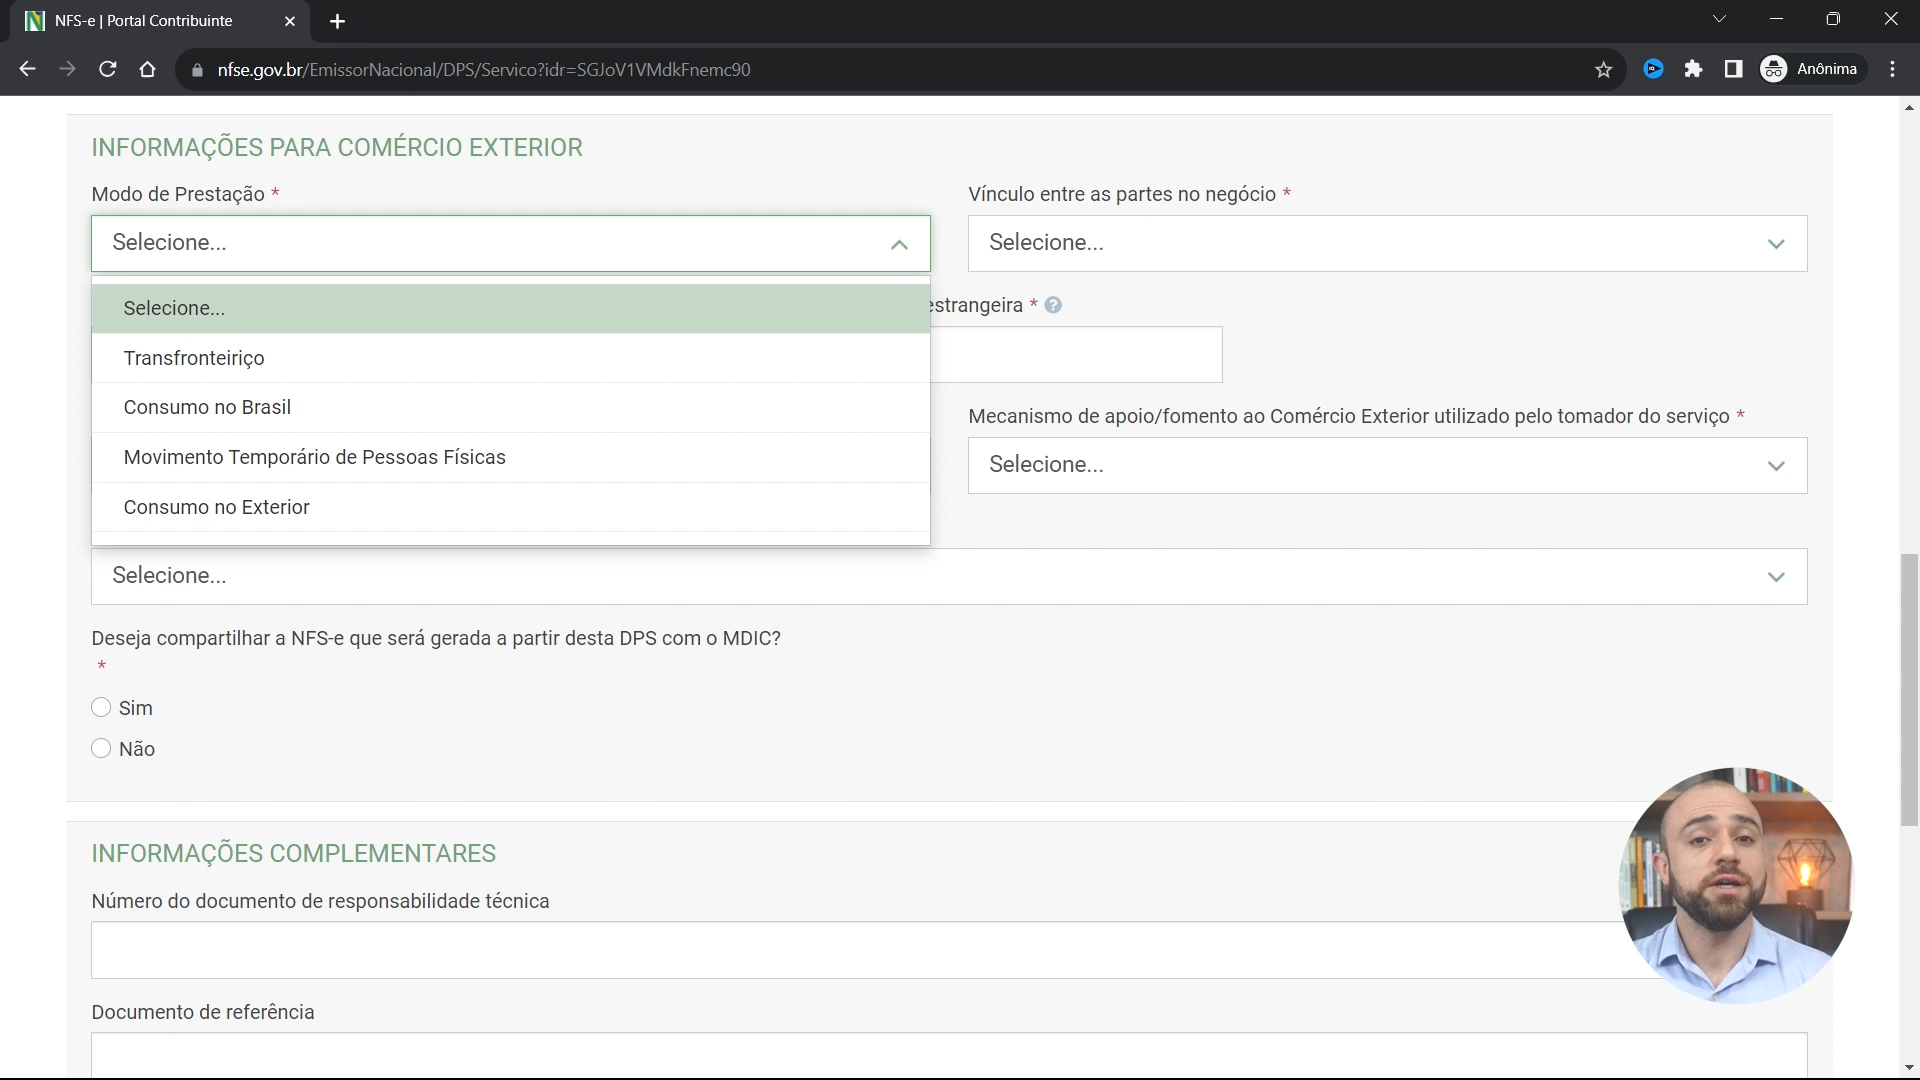 NFS-e | Portal Contribuinte
nfse.gov.br/EmissorNacional/DPS/Servico?idr=SGJoV1VMdkFnemc90
Anônima
INFORMAÇÕES PARA COMÉRCIO EXTERIOR
Modo de Prestação *
Vínculo entre as partes no negócio *
Selecione...
Selecione...
Selecione...
estrangeira * ?
Transfronteiriço
Consumo no Brasil
Mecanismo de apoio/fomento ao Comércio Exterior utilizado pelo tomador do serviço *
Movimento Temporário de Pessoas Físicas
Selecione...
Consumo no Exterior
Selecione...
Deseja compartilhar a NFS-e que será gerada a partir desta DPS com o MDIC?
*
Sim
Não
INFORMAÇÕES COMPLEMENTARES
Número do documento de responsabilidade técnica
Documento de referência